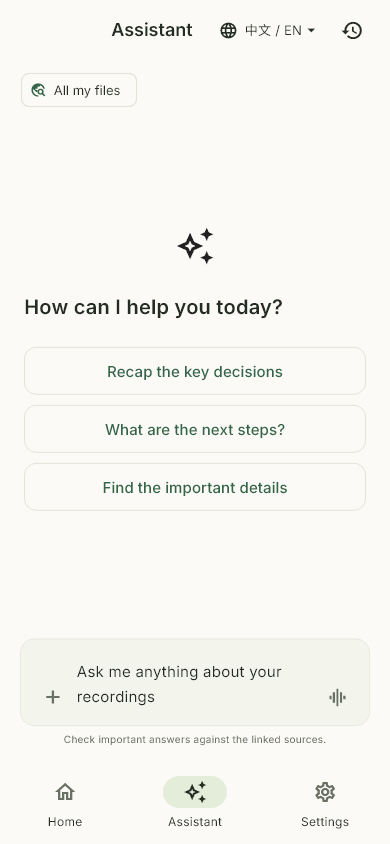 Assistant
中文 / EN
All my files
How can I help you today?
Recap the key decisions
What are the next steps?
Find the important details
Ask me anything about your
recordings
Check important answers against the linked sources.
Home
Assistant
Settings